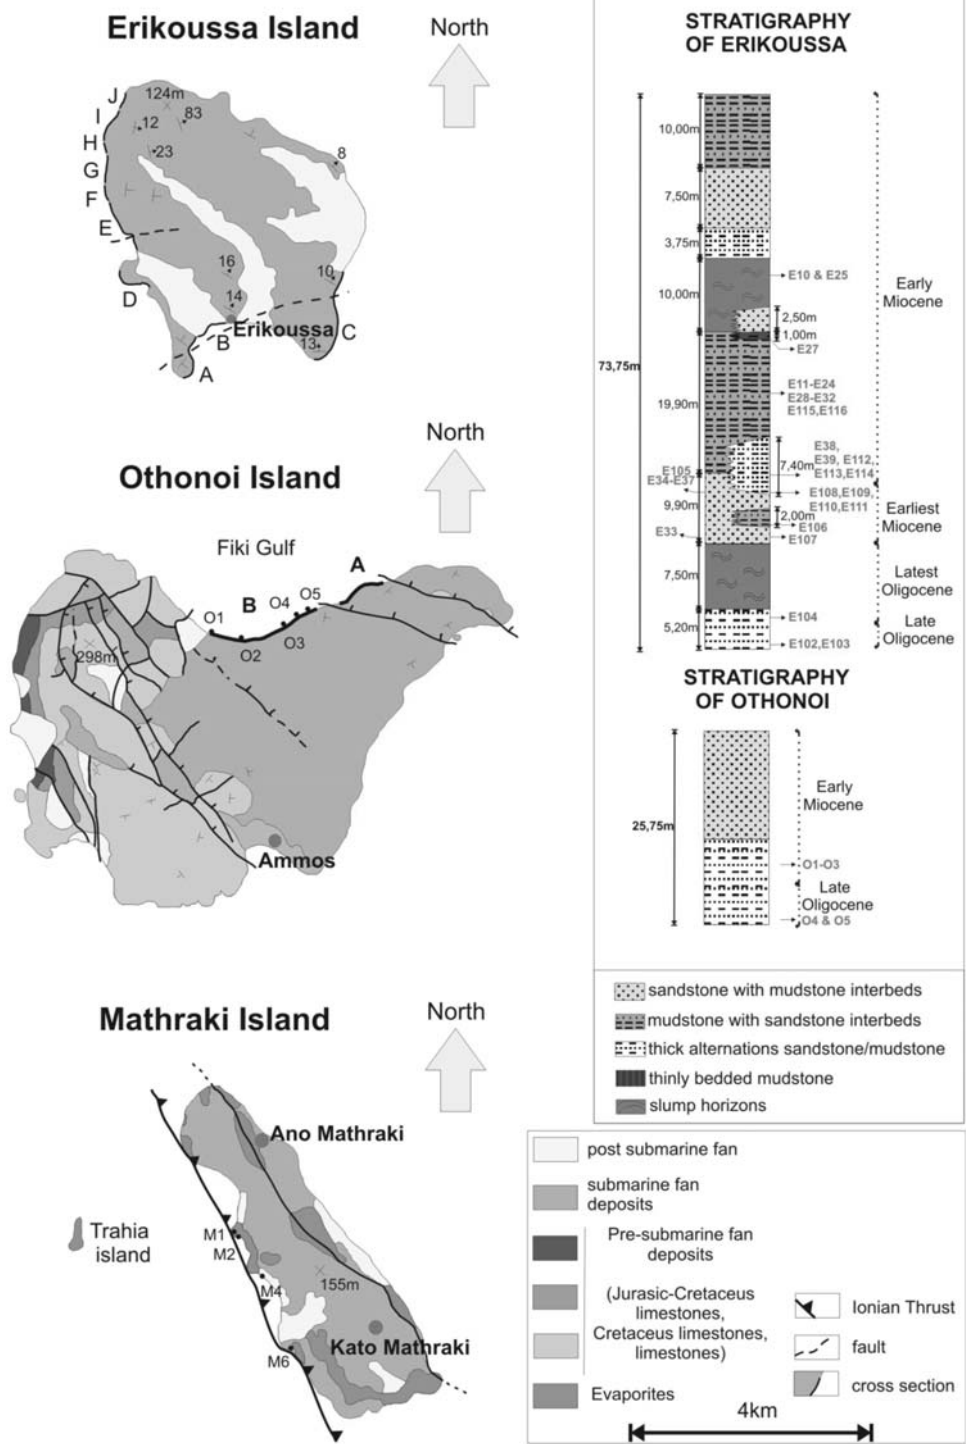 Erikoussa Island
North
J
124m
I
12
83
H
23
8
G
F
E
16
10
D
14
Erikoussa
B
13
C
A
Othonoi Island
North
Fiki Gulf
A
B
O5
O4
O1
O3
O2
298m
Ammos
Mathraki Island
North
Ano Mathraki
Trahia
island
M1
M2
155m
M4
Kato Mathraki
M6
STRATIGRAPHY
OF ERIKOUSSA
10,00m
7,50m
3,75m
E10 & E25
10,00m
Early
Miocene
2,50m
1,00m
E27
73,75m
E11-E24
E28-E32
E115,E116
19,90m
E38,
E39, E112,
E113,E114
7,40m
E105
E34-E37
E108,E109,
E110,E111
9,90m
Earliest
Miocene
2,00m
E106
E33
E107
7,50m
Latest
Oligocene
E104
5,20m
Late
Oligocene
E102,E103
STRATIGRAPHY
OF OTHONOI
Early
Miocene
25,75m
O1-O3
Late
Oligocene
O4 & O5
sandstone with mudstone interbeds
mudstone with sandstone interbeds
thick alternations sandstone/mudstone
thinly bedded mudstone
slump horizons
post submarine fan
submarine fan
deposits
Pre-submarine fan
deposits
(Jurasic-Cretaceus
limestones,
Cretaceus limestones,
limestones)
Evaporites
Ionian Thrust
fault
cross section
4km